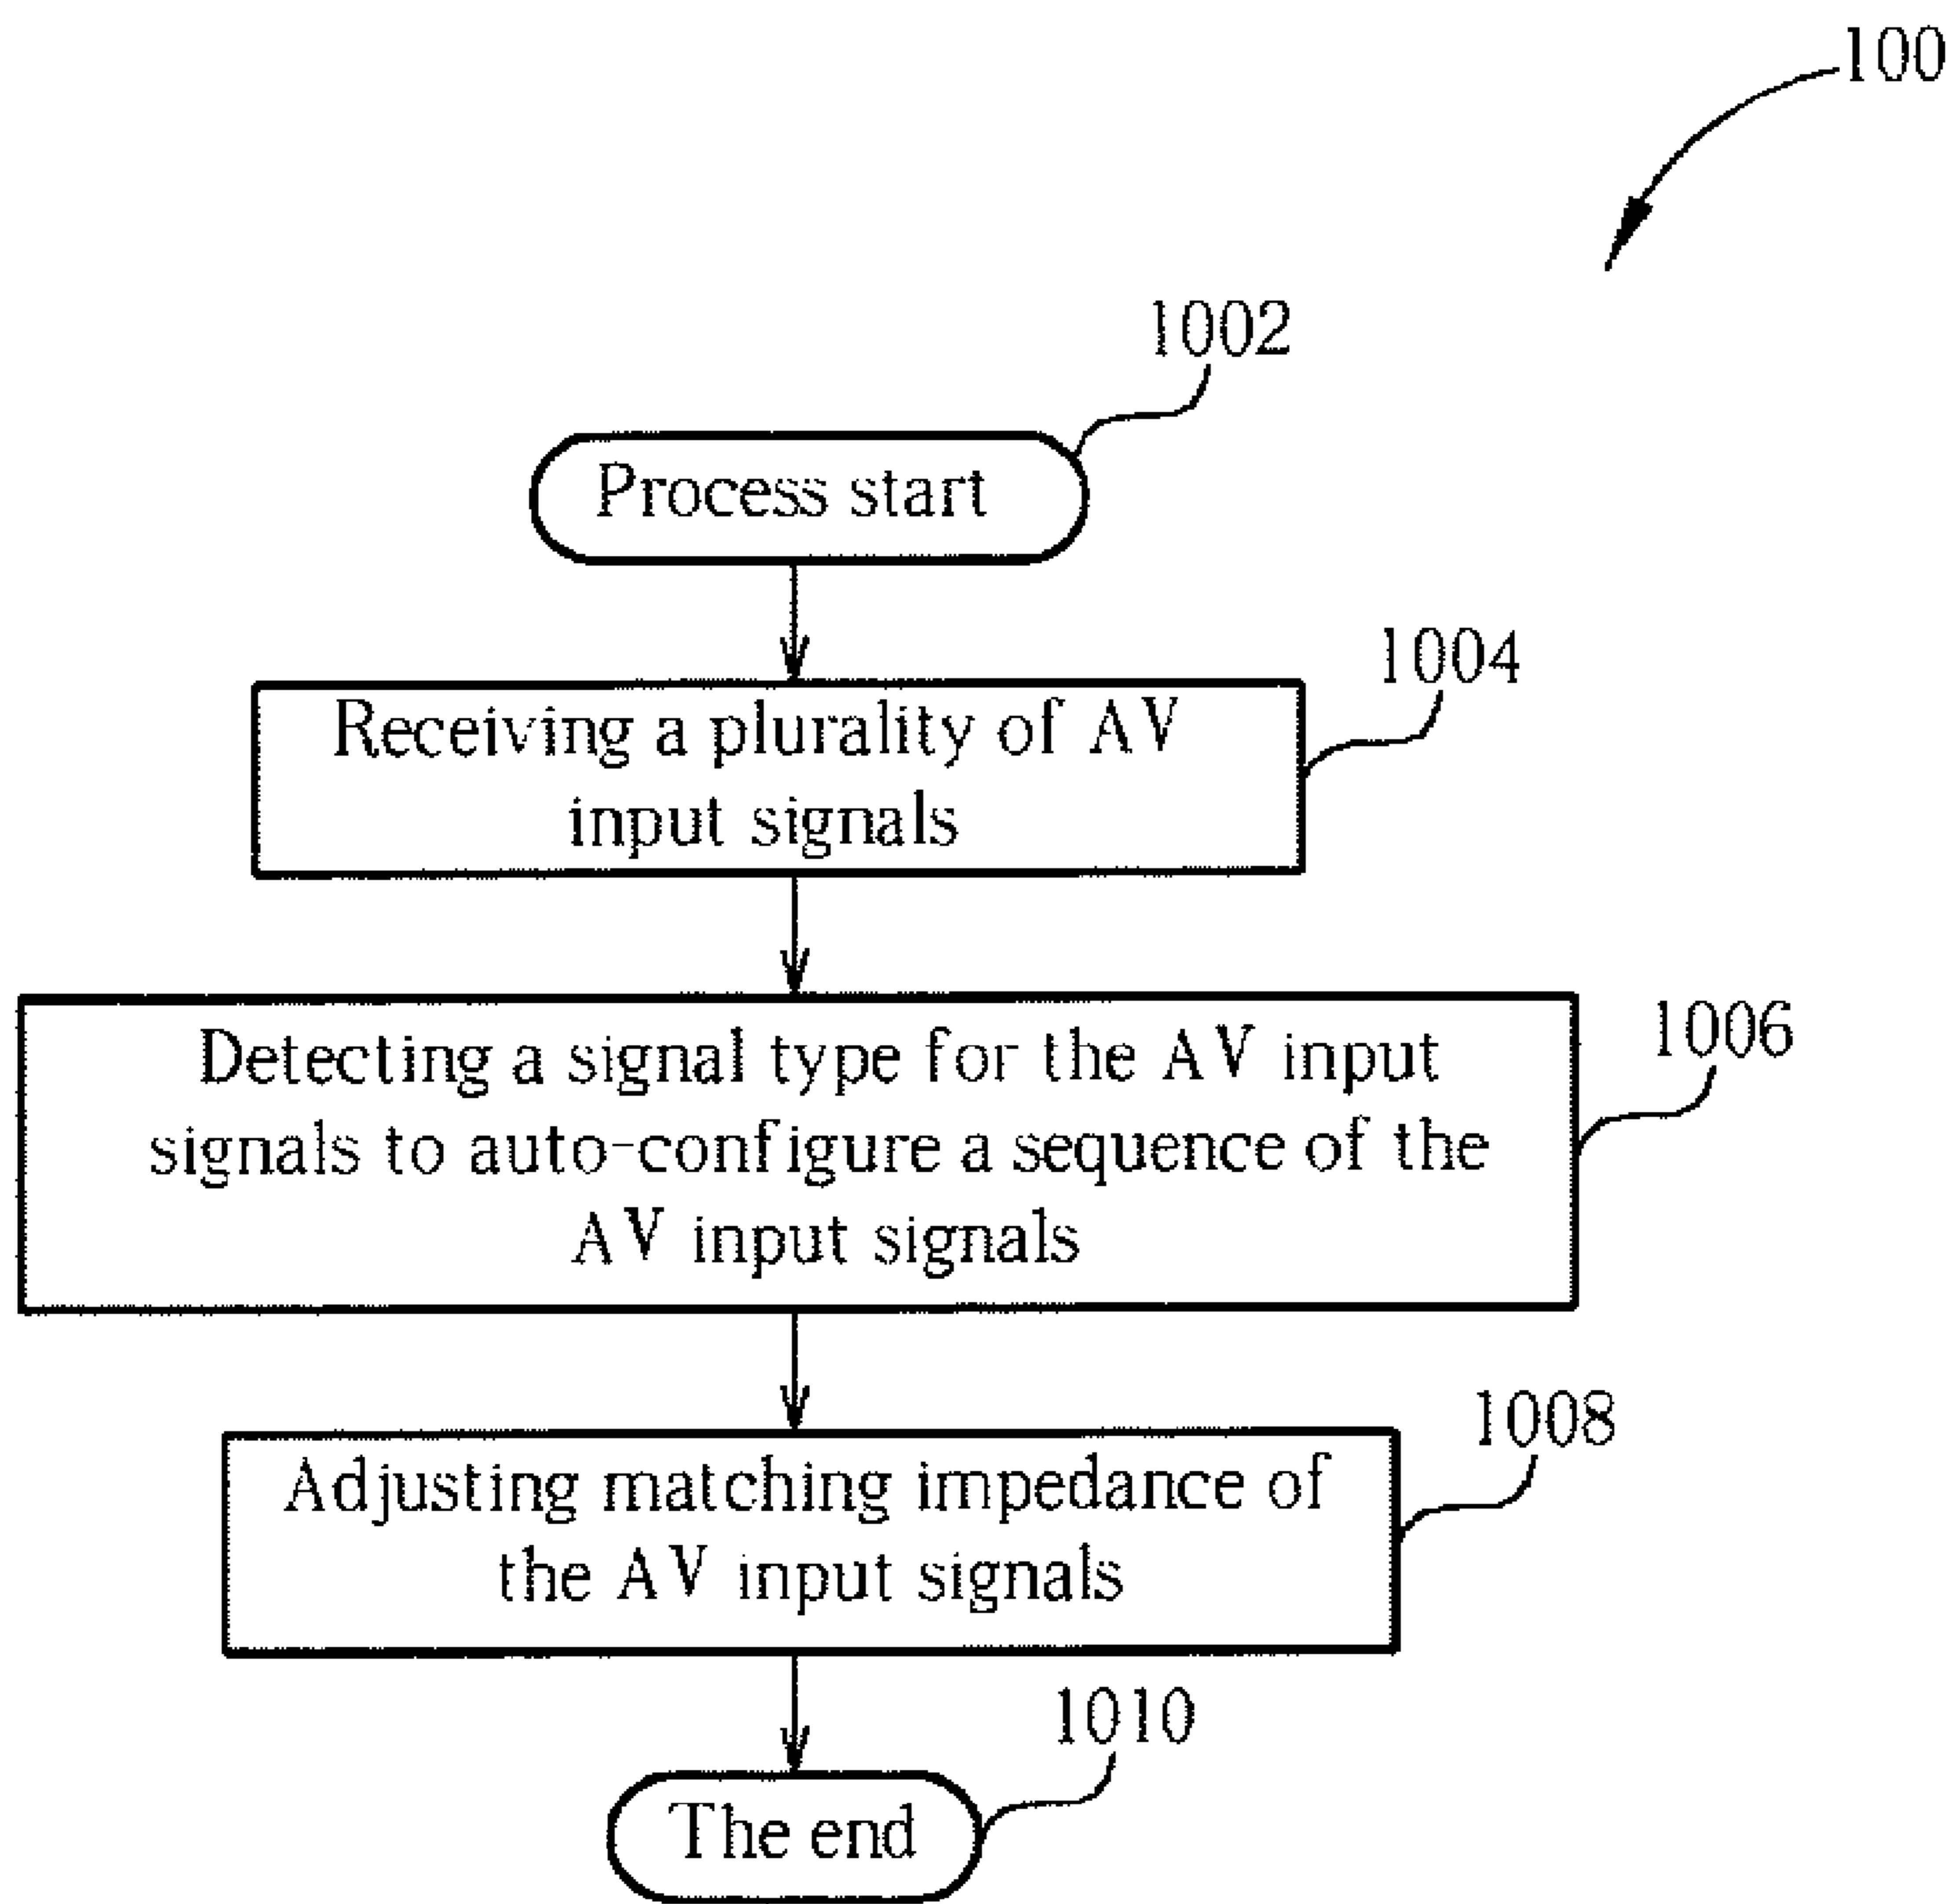 100
1002
Process start
1004
Receiving a plurality of AV
input signals
1006
Detecting a signal type for the AV input
signals to auto-configure a sequence of the
AV input signals
1008
Adjusting matching impedance of
the AV input signals
1010
The end